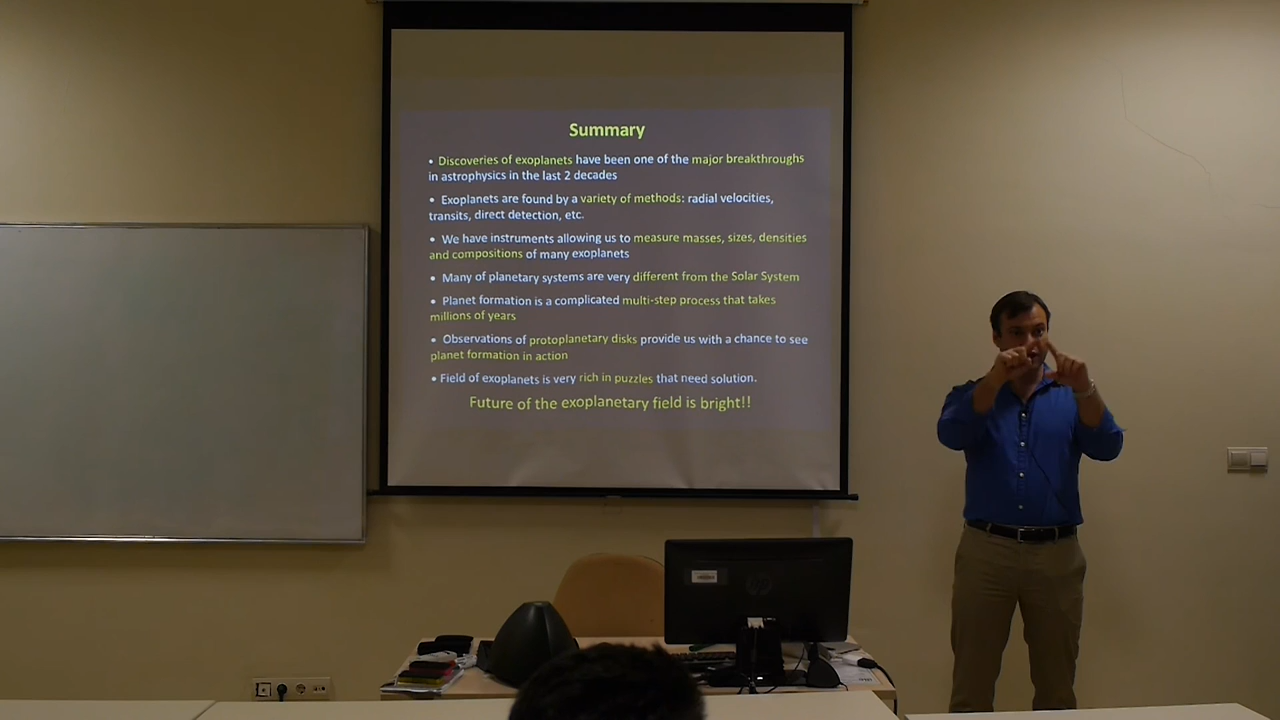 Summary
• Discoveries of exoplanets have been one of the major breakthroughs
in astrophysics in the last 2 decades
• Exoplanets are found by a variety of methods: radial velocities,
transits, direct detection, etc.
• We have instruments allowing us to measure masses, sizes, densities
and compositions of many exoplanets
• Many of planetary systems are very different from the Solar System
• Planet formation is a complicated multi-step process that takes
millions of years
• Observations of protoplanetary disks provide us with a chance to see
planet formation in action
• Field of exoplanets is very rich in puzzles that need solution.
Future of the exoplanetary field is bright!!
hp